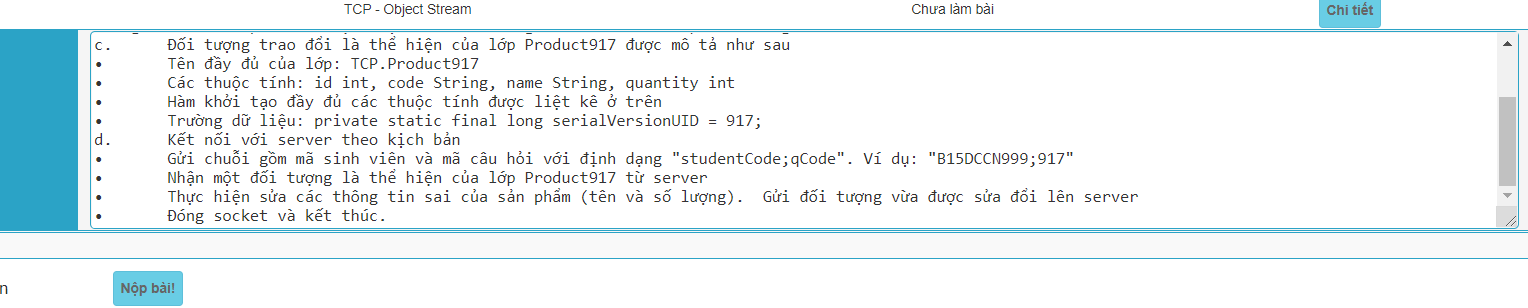 TCP - Object Stream Chưa làm bài Chi tiết
c. Đối tượng trao đổi là thể hiện của lớp Product917 được mô tả như sau
• Tên đầy đủ của lớp: TCP.Product917
• Các thuộc tính: id int, code String, name String, quantity int
• Hàm khởi tạo đầy đủ các thuộc tính được liệt kê ở trên
• Trường dữ liệu: private static final long serialVersionUID = 917;
d. Kết nối với server theo kịch bản
• Gửi chuỗi gồm mã sinh viên và mã câu hỏi với định dạng "studentCode;qCode". Ví dụ: "B15DCCN999;917"
• Nhận một đối tượng là thể hiện của lớp Product917 từ server
• Thực hiện sửa các thông tin sai của sản phẩm (tên và số lượng).  Gửi đối tượng vừa được sửa đổi lên server
• Đóng socket và kết thúc.
n Nộp bài!